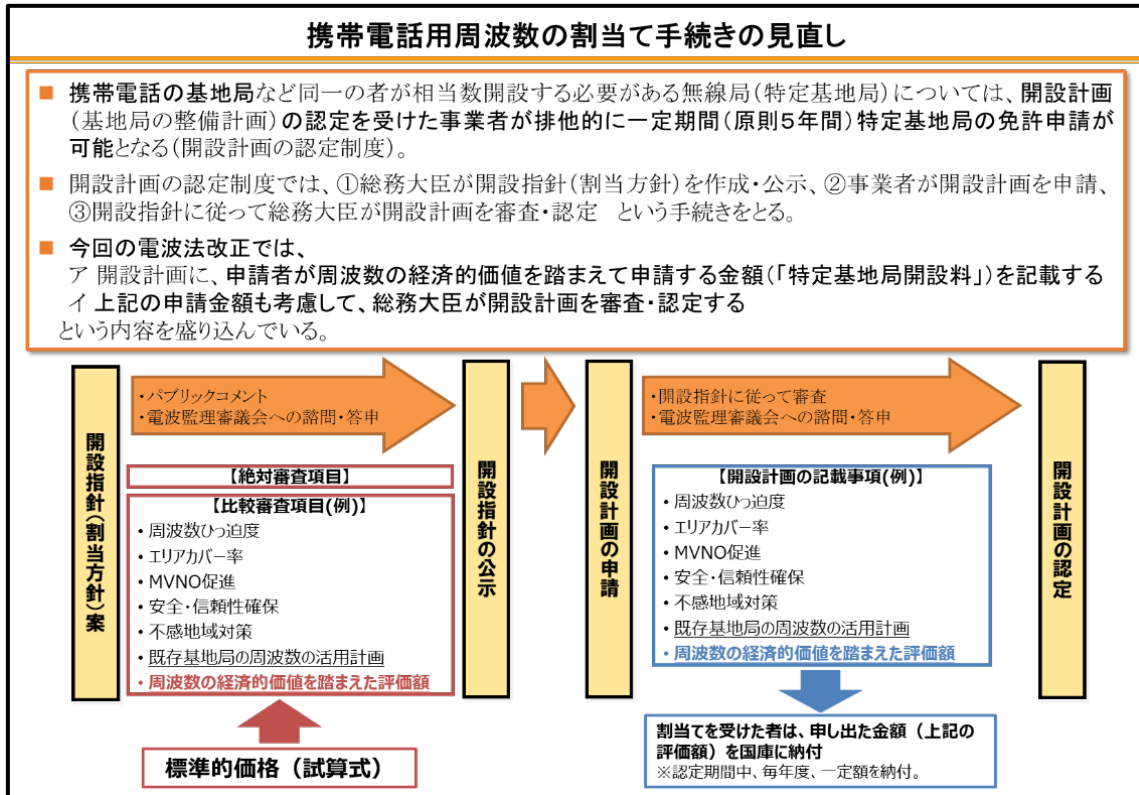 携帯電話用周波数の割当て手続きの見直し
■ 携帯電話の基地局など同一の者が相当数開設する必要がある無線局(特定基地局)については、開設計画
(基地局の整備計画)の認定を受けた事業者が排他的に一定期間(原則5年間)特定基地局の免許申請が
可能となる(開設計画の認定制度)。
■ 開設計画の認定制度では、①総務大臣が開設指針(割当方針)を作成・公示、②事業者が開設計画を申請、
③開設指針に従って総務大臣が開設計画を審査・認定 という手続きをとる。
■ 今回の電波法改正では、
ア 開設計画に、申請者が周波数の経済的価値を踏まえて申請する金額(「特定基地局開設料」)を記載する
イ 上記の申請金額も考慮して、総務大臣が開設計画を審査・認定する
という内容を盛り込んでいる。
開設指針(割当方針)案
・パブリックコメント
・電波監理審議会への諮問・答申
【絶対審査項目】
【比較審査項目(例)】
・周波数ひっ迫度
・エリアカバー率
・MVNO促進
・安全・信頼性確保
・不感地域対策
・既存基地局の周波数の活用計画
・周波数の経済的価値を踏まえた評価額
標準的価格（試算式）
開設指針の公示
開設計画の申請
・開設指針に従って審査
・電波監理審議会への諮問・答申
【開設計画の記載事項(例)】
・周波数ひっ迫度
・エリアカバー率
・MVNO促進
・安全・信頼性確保
・不感地域対策
・既存基地局の周波数の活用計画
・周波数の経済的価値を踏まえた評価額
割当てを受けた者は、申し出た金額（上記の
評価額）を国庫に納付
※認定期間中、毎年度、一定額を納付。
開設計画の認定